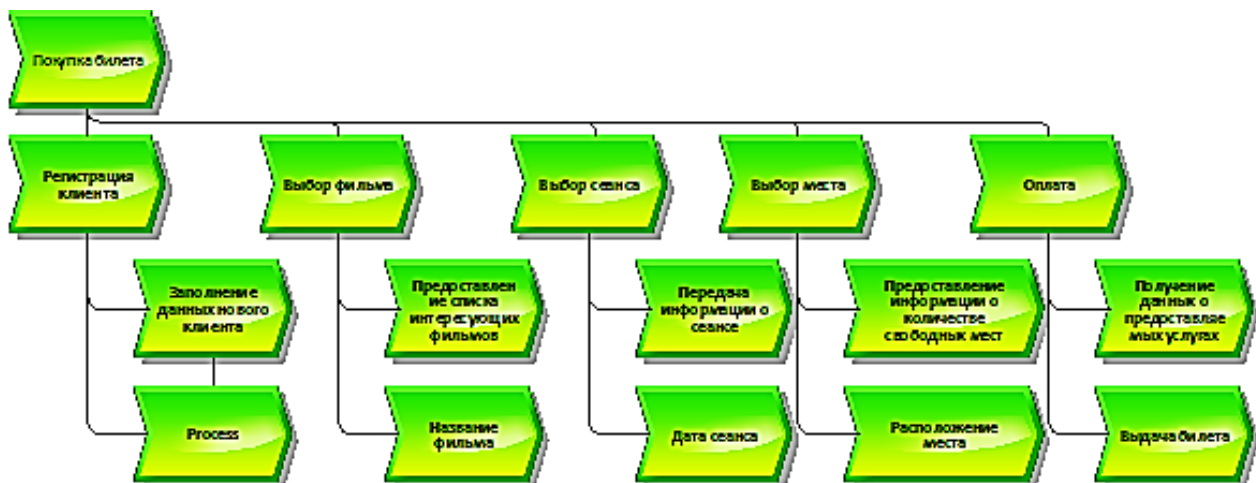 Покупка билета
Регистрация
клиента
Выбор фильма
Выбор сеанса
Выбор места
Оплата
Заполнение
данных нового
клиента
Предоставлен
ие списка
интересующих
фильмов
Передача
информации о
сеансе
Предоставление
информации о
количестве
свободных мест
Получение
данных о
предоставляе
мых услугах
Process
Название
фильма
Дата сеанса
Расположение
места
Выдача билета